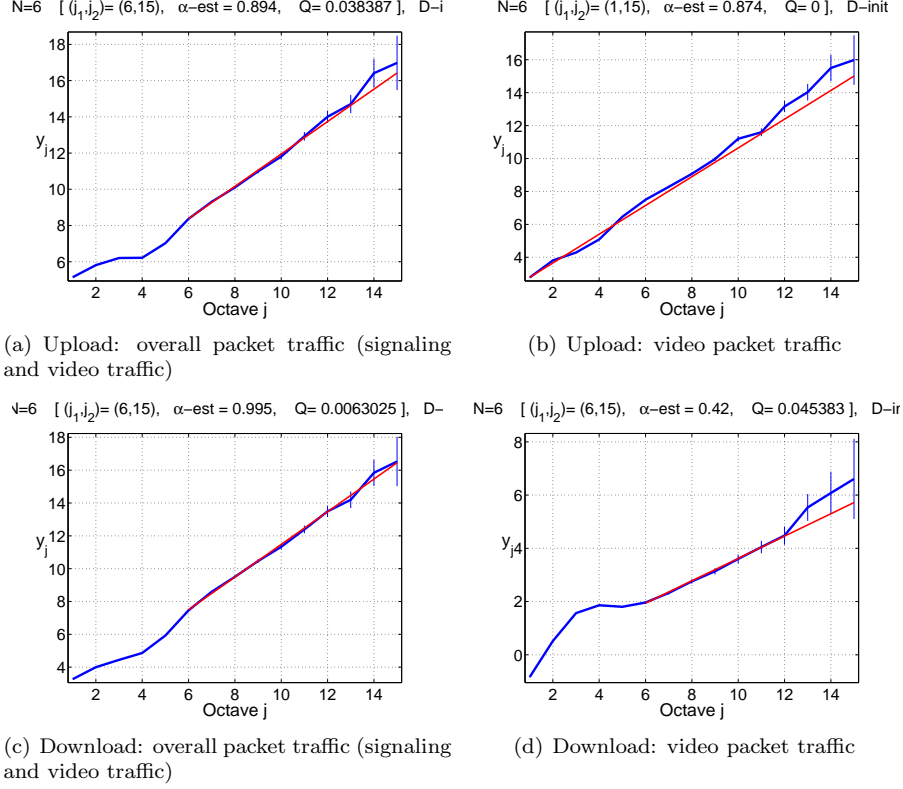 N=6 [ (j1,j2)= (6,15), α−est = 0.894, Q= 0.038387 ], D−i
18
16
14
12
10
8
6
yj
2 4 6 8 10 12 14
Octave j
(a) Upload: overall packet traffic (signaling
and video traffic)
N=6 [ (j1,j2)= (1,15), α−est = 0.874, Q= 0 ], D−init
16
14
12
10
8
6
4
yj
2 4 6 8 10 12 14
Octave j
(b) Upload: video packet traffic
N=6 [ (j1,j2)= (6,15), α−est = 0.995, Q= 0.0063025 ], D−
18
16
14
12
10
8
6
4
yj
2 4 6 8 10 12 14
Octave j
(c) Download: overall packet traffic (signaling
and video traffic)
N=6 [ (j1,j2)= (6,15), α−est = 0.42, Q= 0.045383 ], D−in
8
6
4
2
0
yj
2 4 6 8 10 12 14
Octave j
(d) Download: video packet traffic